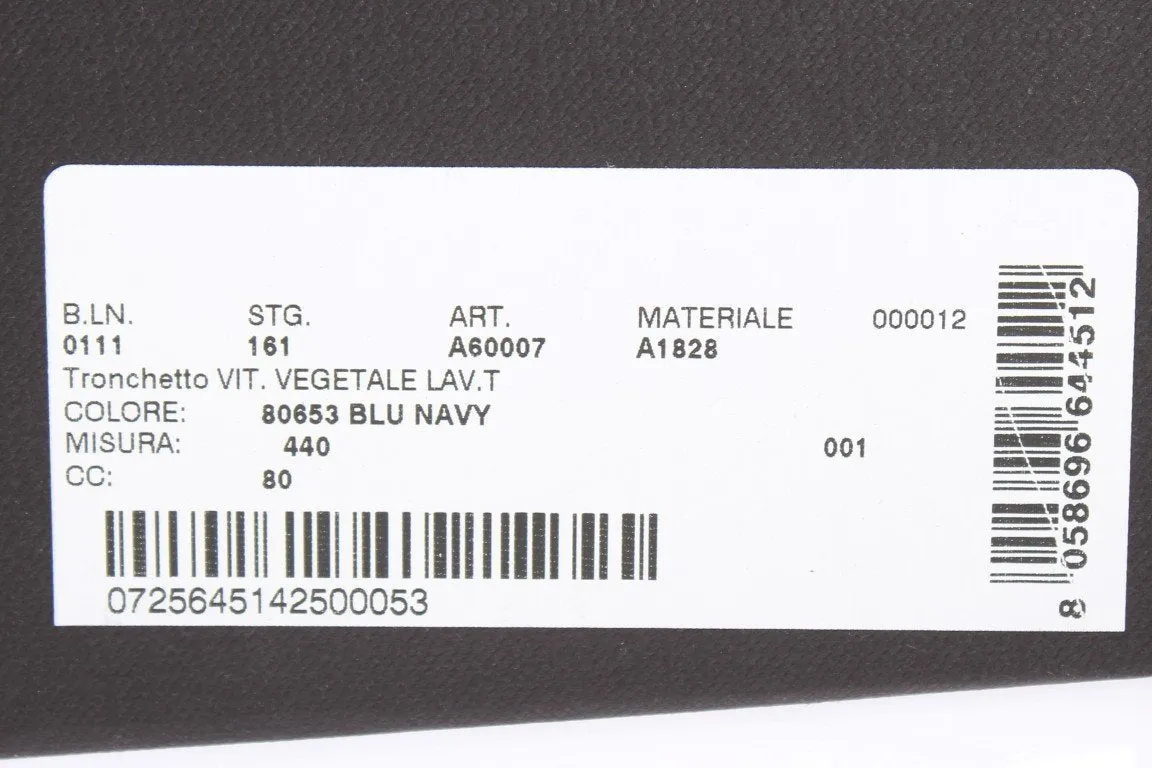 B.LN. STG. ART. MATERIALE 000012
0111 161 A60007 A1828
Tronchetto VIT. VEGETALE LAV.T
COLORE: 80653 BLU NAVY
MISURA: 440 001
CC: 80
0725645142500053
8 058696 644512